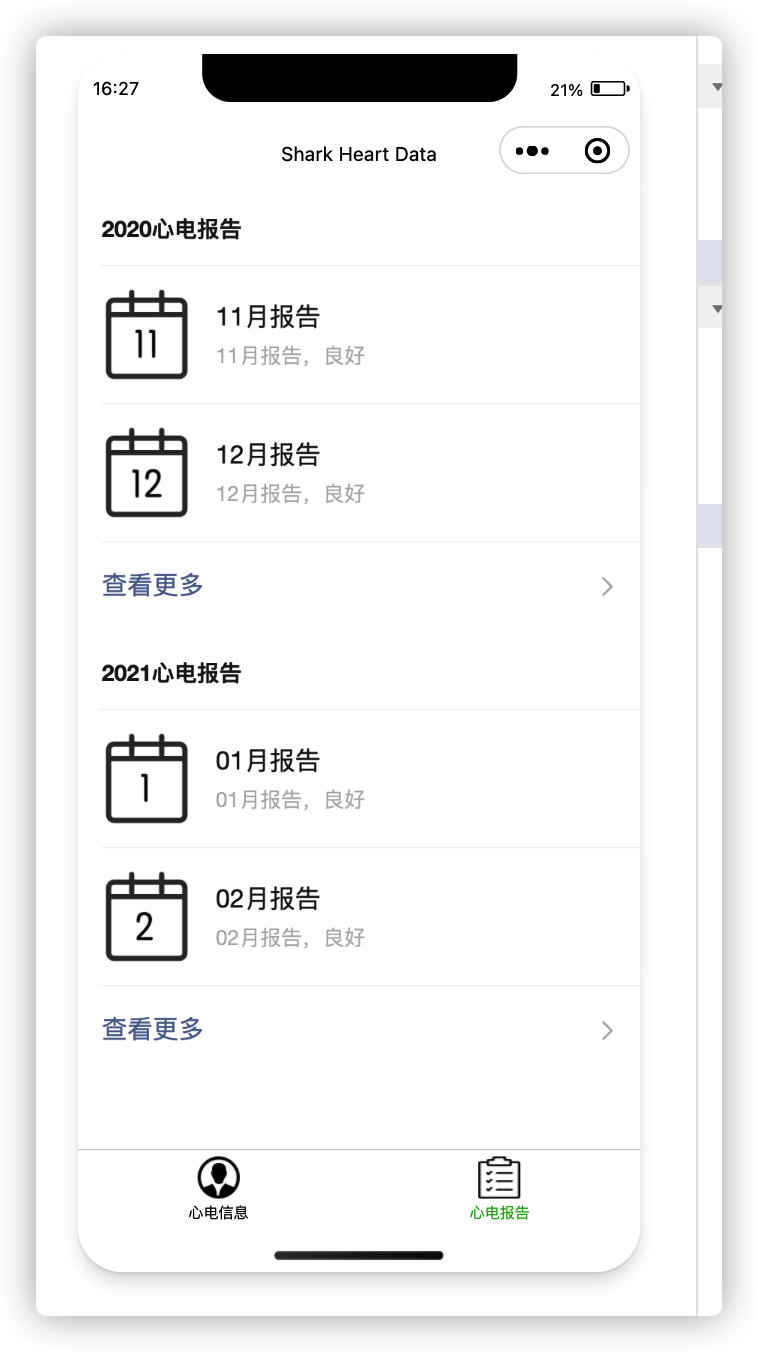 16:27
21%
Shark Heart Data
2020心电报告
11
11月报告
11月报告，良好
12
12月报告
12月报告，良好
查看更多
2021心电报告
1
01月报告
01月报告，良好
2
02月报告
02月报告，良好
查看更多
心电信息
心电报告